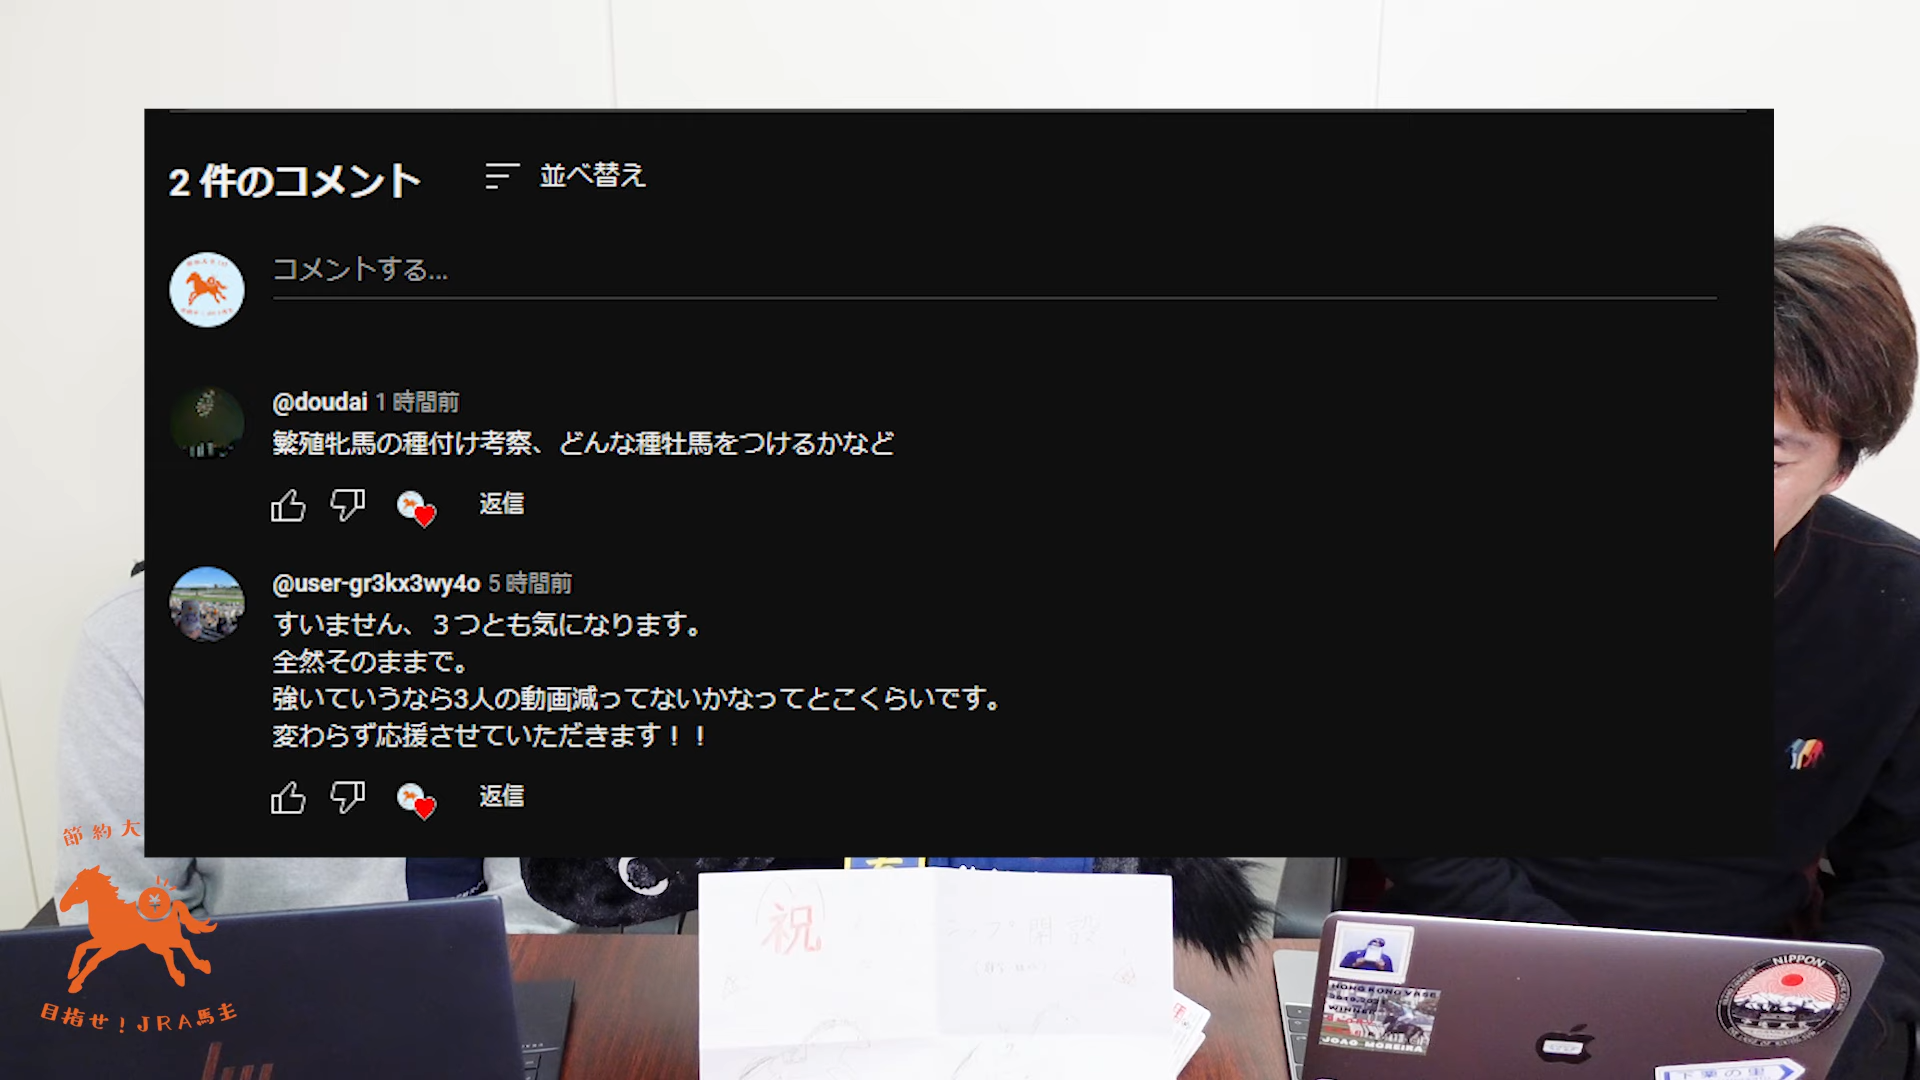 2 件のコメント
並べ替え
コメントする...
@doudai 1 時間前
繁殖牝馬の種付け考察、どんな種牡馬をつけるかなど
返信
@user-gr3kx3wy4o 5 時間前
すいません、３つとも気になります。
全然そのままで。
強いていうなら3人の動画減ってないかなってとこくらいです。
変わらず応援させていただきます！！
返信
節約大
目指せ！JRA馬主
祝
シップ開設
NIPPON
HONG KONG VASE
WINNER
JOAO MOREIRA